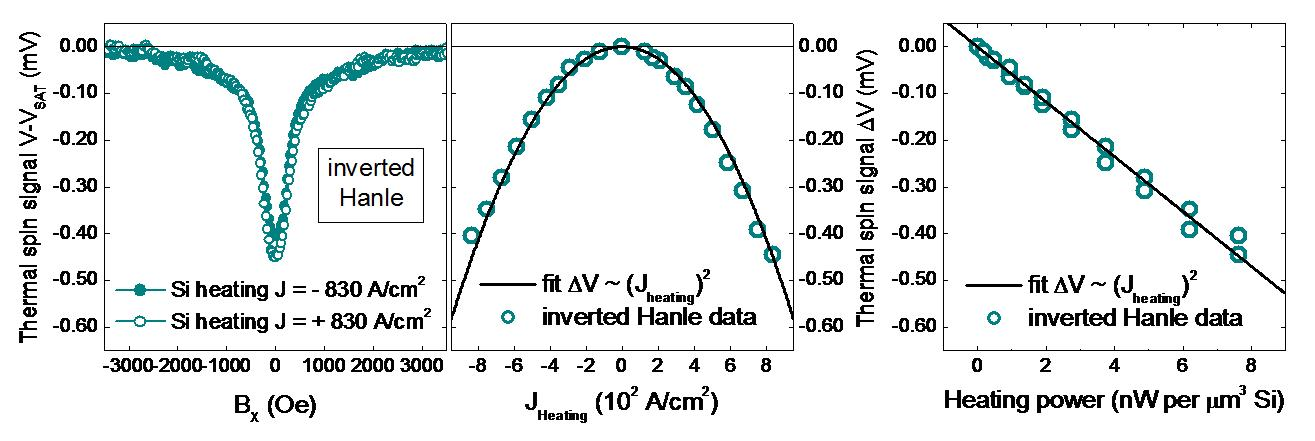 Thermal spin signal V-V_SAT (mV)
0.00
-0.10
-0.20
-0.30
-0.40
-0.50
-0.60
inverted
Hanle
Si heating J = - 830 A/cm²
Si heating J = + 830 A/cm²
-3000 -2000 -1000 0 1000 2000 3000
B_X (Oe)
fit ΔV ~ (J_heating)²
inverted Hanle data
-8 -6 -4 -2 0 2 4 6 8
J_Heating (10² A/cm²)
0.00
-0.10
-0.20
-0.30
-0.40
-0.50
-0.60
Thermal spin signal ΔV (mV)
0.00
-0.10
-0.20
-0.30
-0.40
-0.50
-0.60
fit ΔV ~ (J_heating)²
inverted Hanle data
0 2 4 6 8
Heating power (nW per μm³ Si)